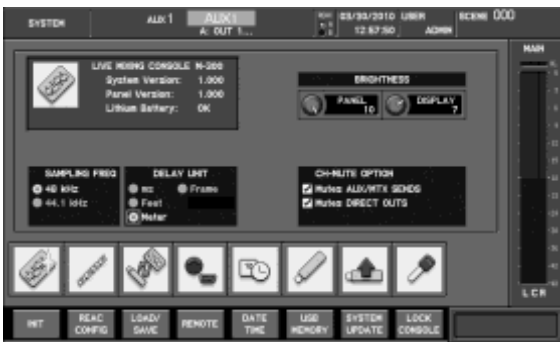 SYSTEM
AUX 1
AUX 1
A: OUT 1...
03/30/2010
12:57:50
USER
ADMIN
SCENE 000
MAIN
LIVE MIXING CONSOLE M-300
System Version: 1.000
Panel Version: 1.000
Lithium Battery: OK
BRIGHTNESS
PANEL 10
DISPLAY 7
SAMPLING FREQ
48 kHz
44.1 kHz
DELAY UNIT
ms
Frame
Feet
Meter
CH-MUTE OPTION
Mutes AUX/MTX SENDS
Mutes DIRECT OUTS
L C R
INIT
REAC CONFIG
LOAD/ SAVE
REMOTE
DATE TIME
USB MEMORY
SYSTEM UPDATE
LOCK CONSOLE